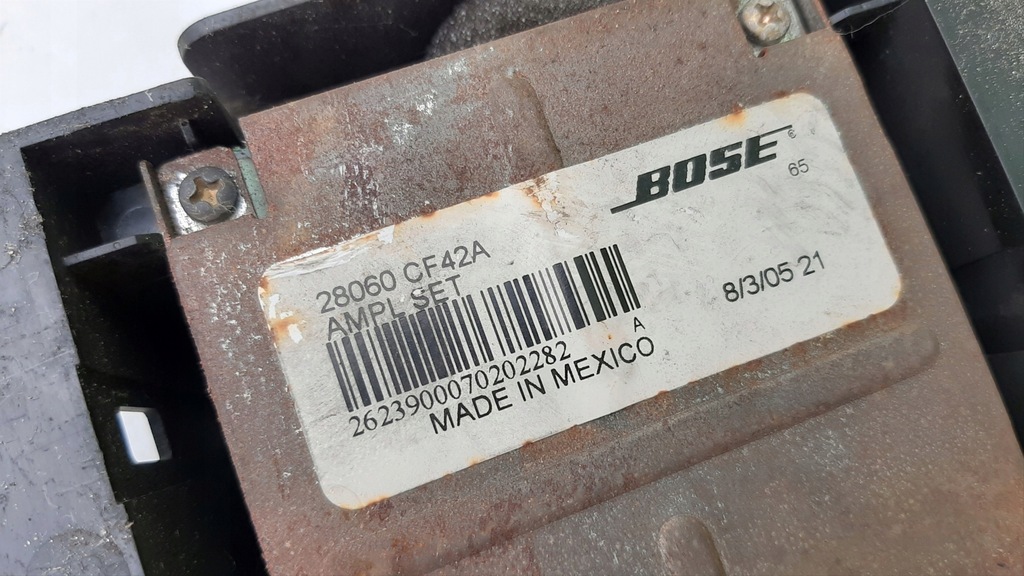 BOSE
65
28060 CF42A
AMPL SET
8/3/05 21
2623900070202282
A
MADE IN MEXICO